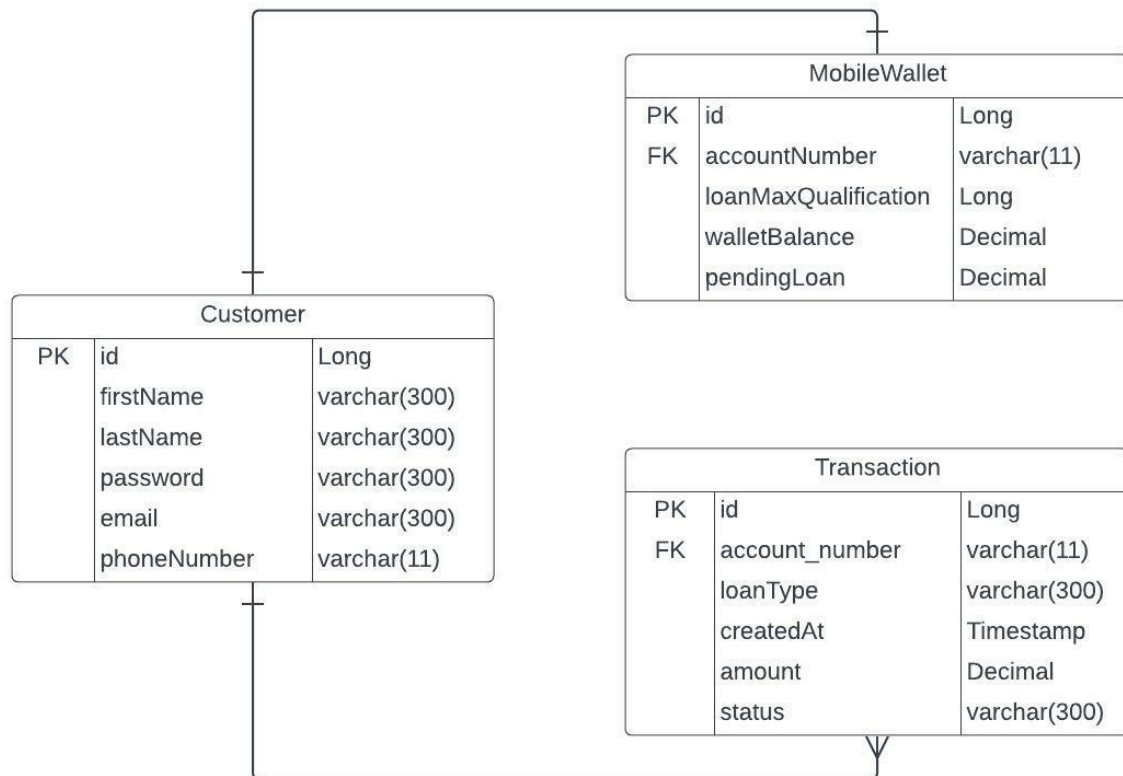 MobileWallet
PK id Long
FK accountNumber varchar(11)
loanMaxQualification Long
walletBalance Decimal
pendingLoan Decimal
Customer
PK id Long
firstName varchar(300)
lastName varchar(300)
password varchar(300)
email varchar(300)
phoneNumber varchar(11)
Transaction
PK id Long
FK account_number varchar(11)
loanType varchar(300)
createdAt Timestamp
amount Decimal
status varchar(300)